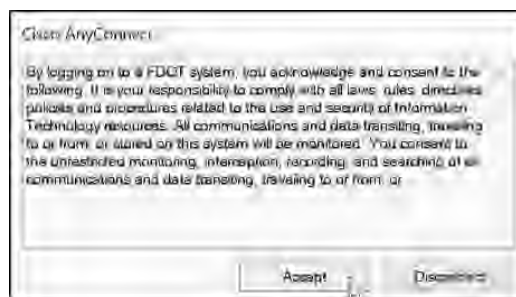 Cisco AnyConnect
By logging on to a FDOT system, you acknowledge and consent to the
following. It is your responsibility to comply with all laws, rules, directives
policies and procedures related to the use and security of Information
Technology resources. All communications and data transiting, traveling
to or from, or stored on this system will be monitored. You consent to
the unrestricted monitoring, interception, recording, and searching of all
communications and data transiting, traveling to or from, or
Accept
Disconnect